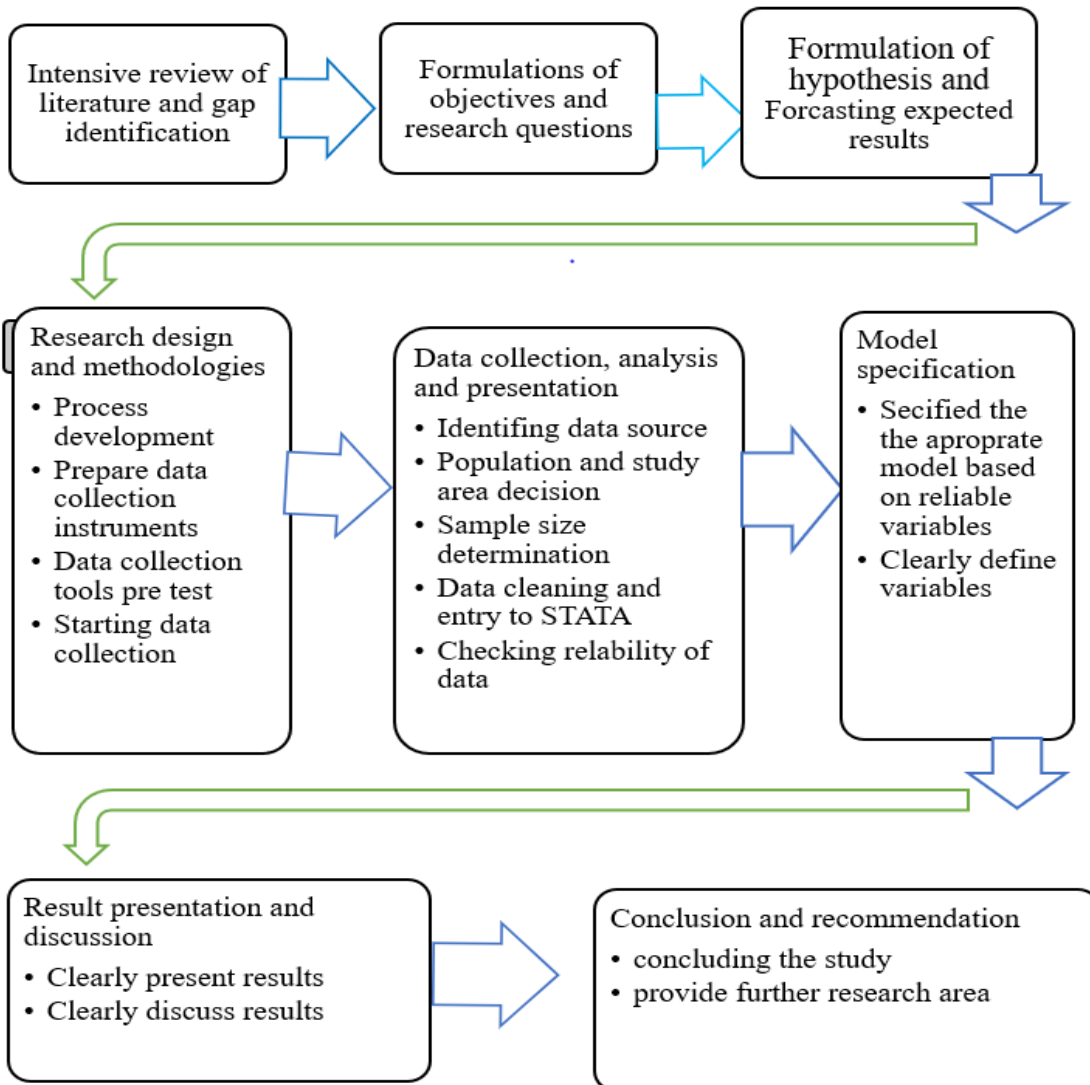 Intensive review of
literature and gap
identification
Formulations of
objectives and
research questions
Formulation of
hypothesis and
Forcasting expected
results
Research design
and methodologies
• Process
development
• Prepare data
collection
instruments
• Data collection
tools pre test
• Starting data
collection
Data collection, analysis
and presentation
• Identifing data source
• Population and study
area decision
• Sample size
determination
• Data cleaning and
entry to STATA
• Checking relability of
data
Model
specification
• Secified the
the aproprate
model based
on reliable
variables
• Clearly define
variables
Result presentation and
discussion
• Clearly present results
• Clearly discuss results
Conclusion and recommendation
• concluding the study
• provide further research area